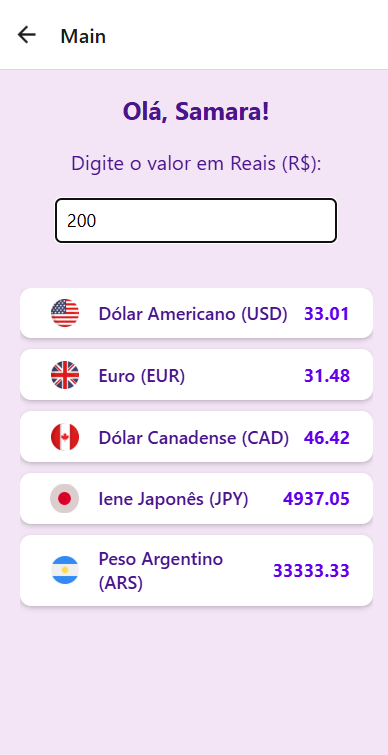 Main
Olá, Samara!
Digite o valor em Reais (R$):
200
Dólar Americano (USD) 33.01
Euro (EUR) 31.48
Dólar Canadense (CAD) 46.42
Iene Japonês (JPY) 4937.05
Peso Argentino
(ARS) 33333.33